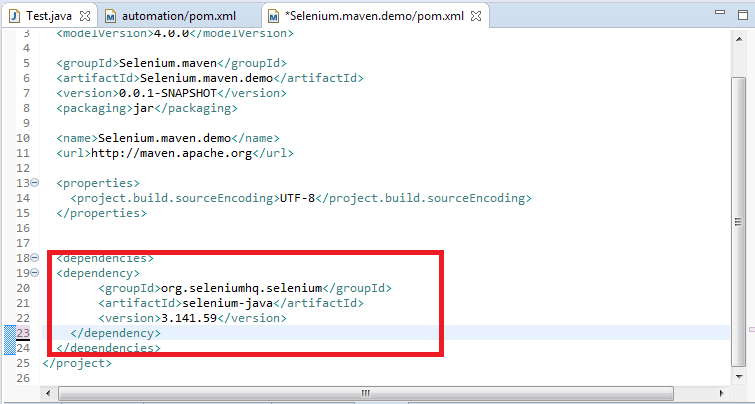 Test.java automation/pom.xml *Selenium.maven.demo/pom.xml
3 <modelVersion>4.0.0</modelVersion>
4
5 <groupId>Selenium.maven</groupId>
6 <artifactId>Selenium.maven.demo</artifactId>
7 <version>0.0.1-SNAPSHOT</version>
8 <packaging>jar</packaging>
9
10 <name>Selenium.maven.demo</name>
11 <url>http://maven.apache.org</url>
12
13 <properties>
14 <project.build.sourceEncoding>UTF-8</project.build.sourceEncoding>
15 </properties>
16
17
18 <dependencies>
19 <dependency>
20 <groupId>org.seleniumhq.selenium</groupId>
21 <artifactId>selenium-java</artifactId>
22 <version>3.141.59</version>
23 </dependency>
24 </dependencies>
25 </project>
26